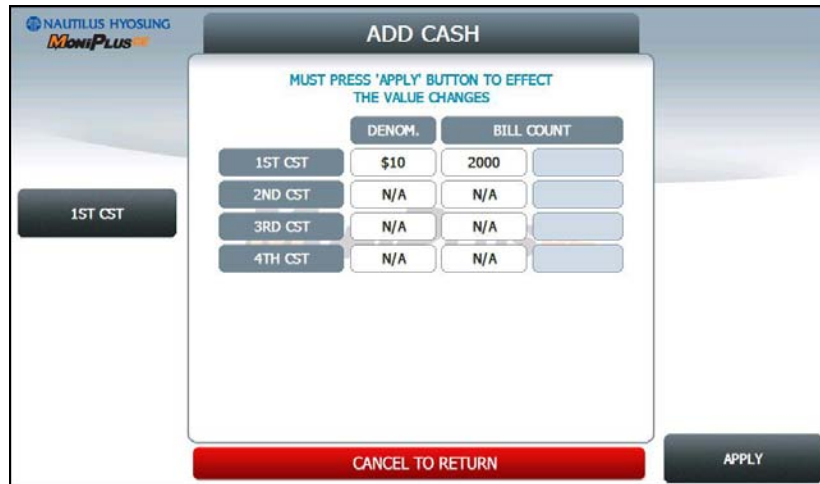 NAUTILUS HYOSUNG
MoniPlus
ADD CASH
MUST PRESS 'APPLY' BUTTON TO EFFECT
THE VALUE CHANGES
DENOM. BILL COUNT
1ST CST $10 2000
2ND CST N/A N/A
1ST CST
3RD CST N/A N/A
4TH CST N/A N/A
CANCEL TO RETURN
APPLY